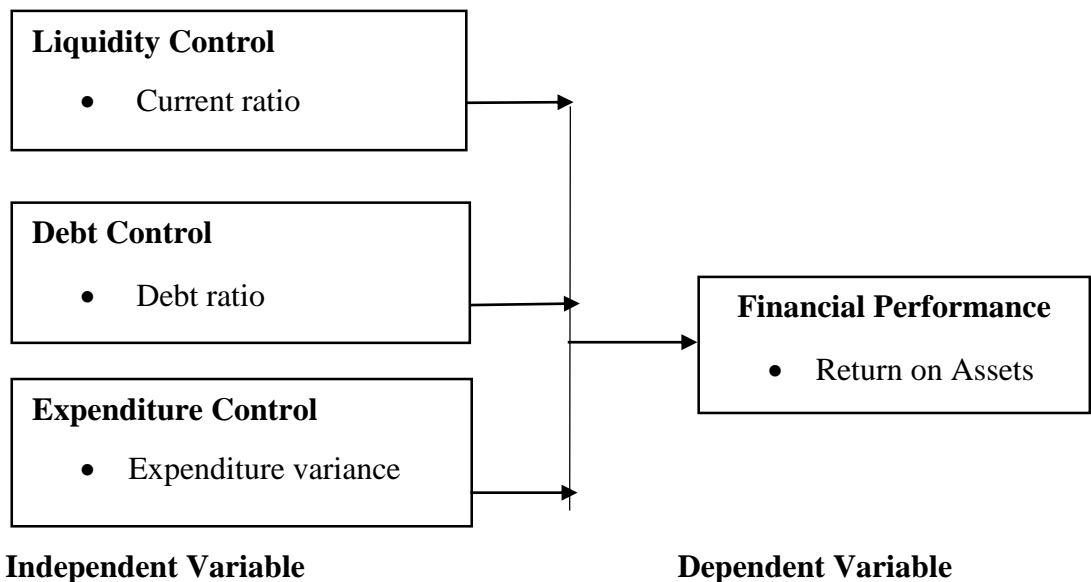 Liquidity Control
• Current ratio
Debt Control
• Debt ratio
Expenditure Control
• Expenditure variance
Financial Performance
• Return on Assets
Independent Variable
Dependent Variable